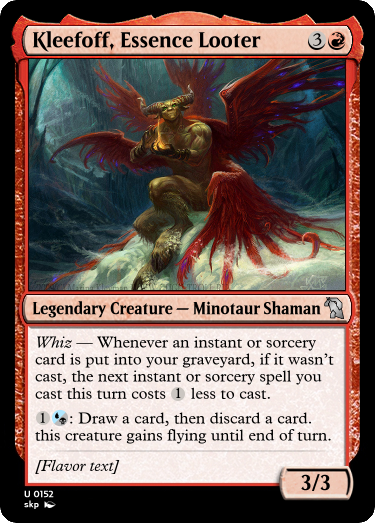 Kleefoff, Essence Looter 3
Legendary Creature — Minotaur Shaman
Whiz — Whenever an instant or sorcery
card is put into your graveyard, if it wasn't
cast, the next instant or sorcery spell you
cast this turn costs 1 less to cast.
1: Draw a card, then discard a card.
this creature gains flying until end of turn.
[Flavor text]
3/3
U 0152
skp